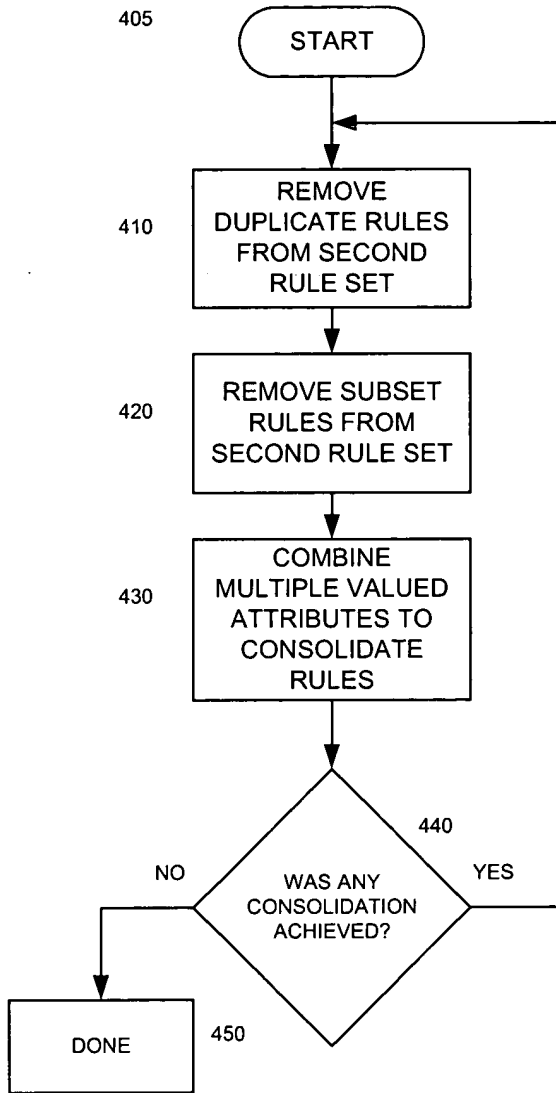 405
START
410
REMOVE
DUPLICATE RULES
FROM SECOND
RULE SET
420
REMOVE SUBSET
RULES FROM
SECOND RULE SET
430
COMBINE
MULTIPLE VALUED
ATTRIBUTES TO
CONSOLIDATE
RULES
440
NO
WAS ANY
CONSOLIDATION
ACHIEVED?
YES
DONE
450